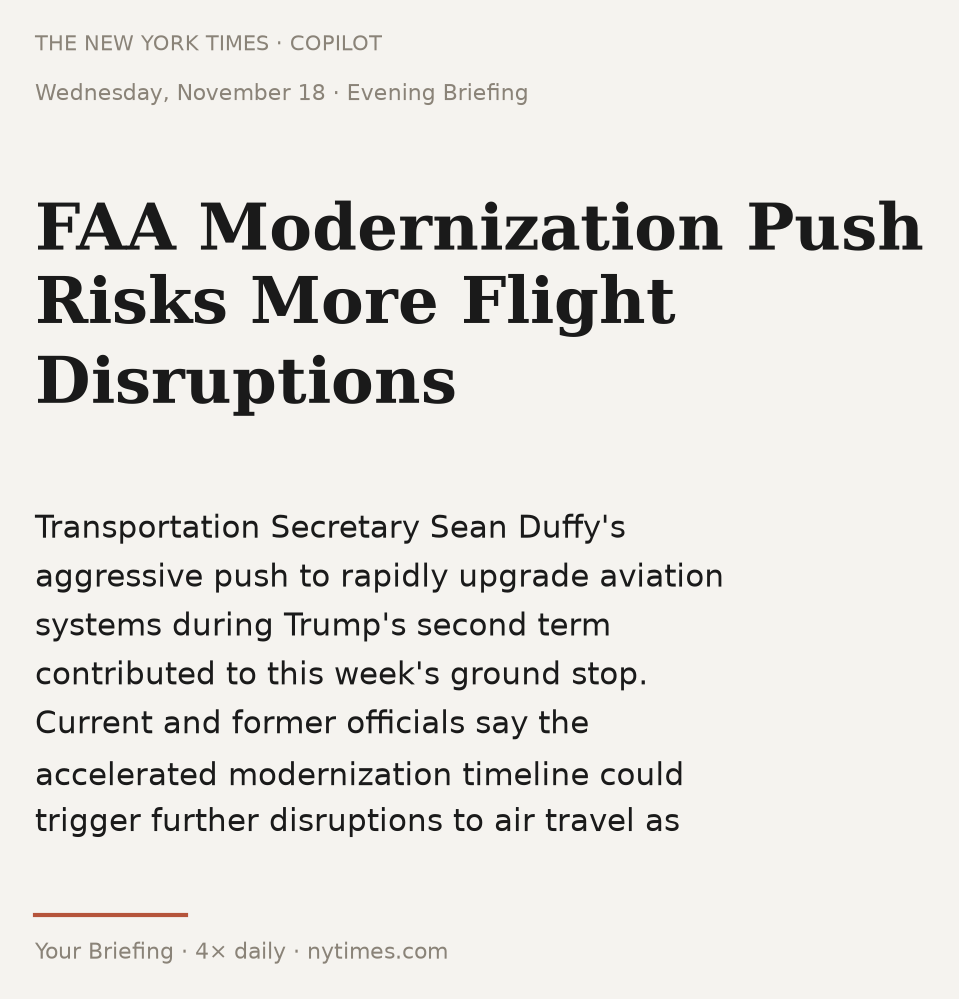 THE NEW YORK TIMES · COPILOT
Wednesday, November 18 · Evening Briefing
FAA Modernization Push
Risks More Flight
Disruptions
Transportation Secretary Sean Duffy's
aggressive push to rapidly upgrade aviation
systems during Trump's second term
contributed to this week's ground stop.
Current and former officials say the
accelerated modernization timeline could
trigger further disruptions to air travel as
Your Briefing · 4× daily · nytimes.com